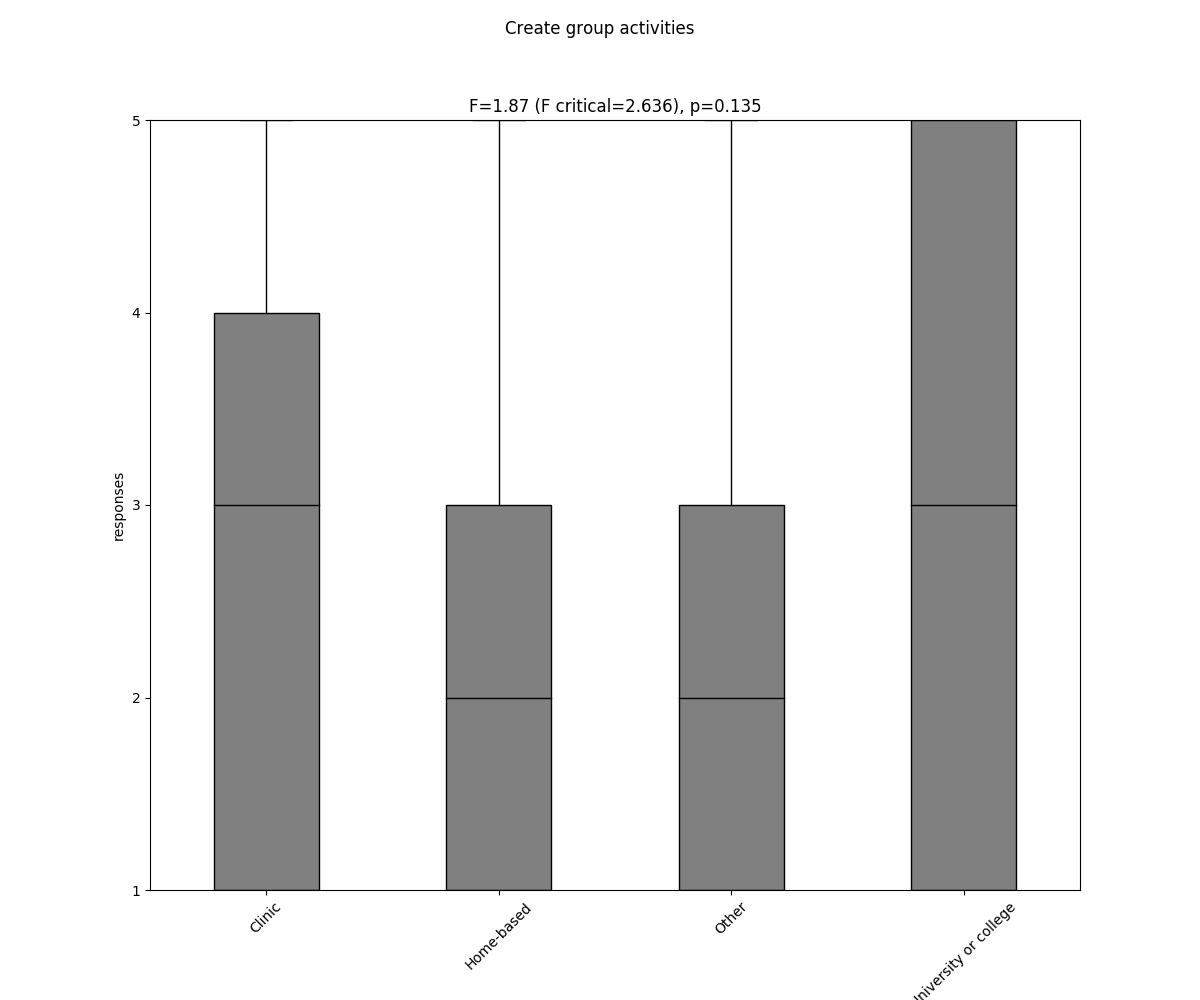 Create group activities
F=1.87 (F critical=2.636), p=0.135
5
4
3
2
1
responses
Clinic
Home-based
Other
or college